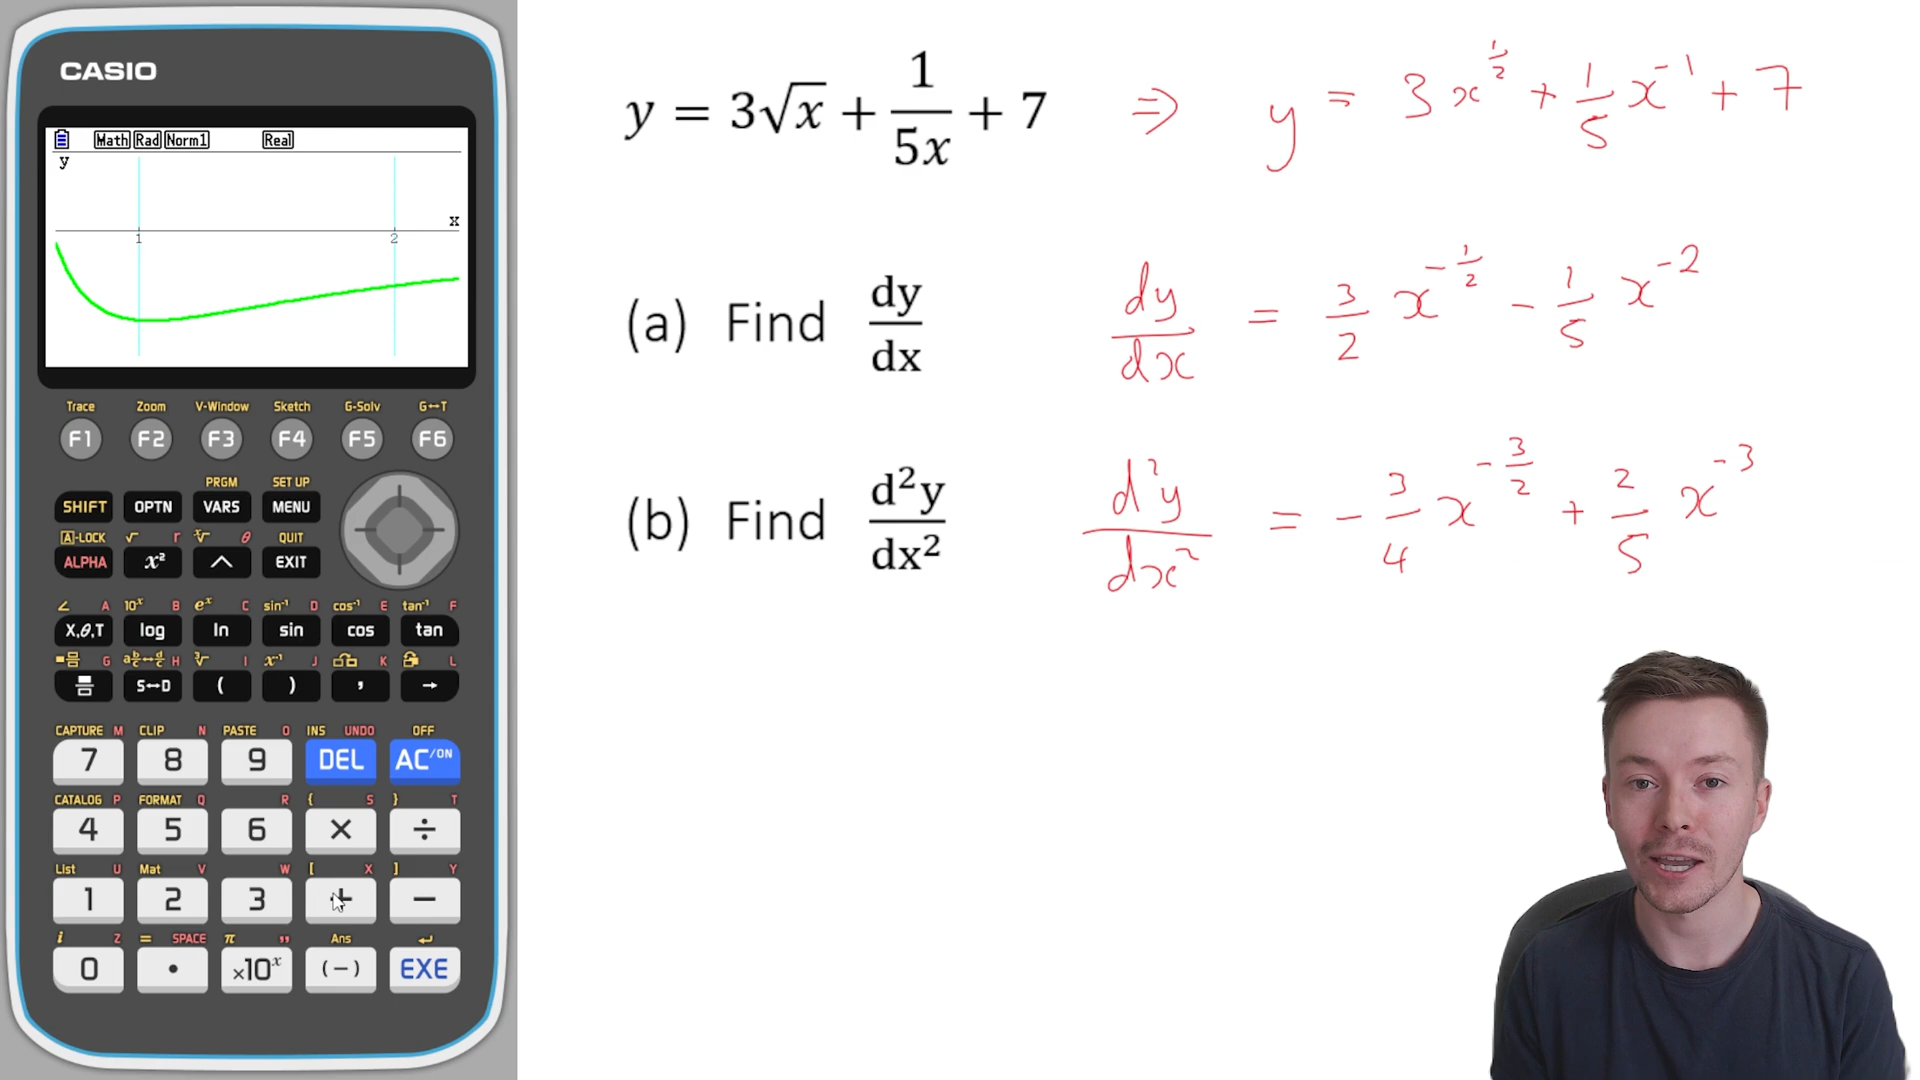 CASIO
Math Rad Norm1 Real
y
x
1 2
Trace Zoom V-Window Sketch G-Solv G↔T
F1 F2 F3 F4 F5 F6
PRGM SET UP
SHIFT OPTN VARS MENU
A-LOCK √ r ˣ√ θ QUIT
ALPHA x² ^ EXIT
∠ A 10ˣ B eˣ C sin⁻¹ D cos⁻¹ E tan⁻¹ F
X,θ,T log ln sin cos tan
G a b/c↔d/c H ³√ I x⁻¹ J K L
S↔D ( ) , →
CAPTURE M CLIP N PASTE O INS UNDO OFF
7 8 9 DEL AC/ON
CATALOG P FORMAT Q R { S } T
4 5 6 × ÷
List U Mat V W [ X ] Y
1 2 3 + −
i Z = SPACE π " Ans ↵
0 • ×10ˣ (−) EXE
y = 3√x + 1/5x + 7 ⇒ y = 3x^1/2 + 1/5 x^-1 + 7
(a) Find dy/dx dy/dx = 3/2 x^-1/2 - 1/5 x^-2
(b) Find d²y/dx² d²y/dx² = - 3/4 x^-3/2 + 2/5 x^-3